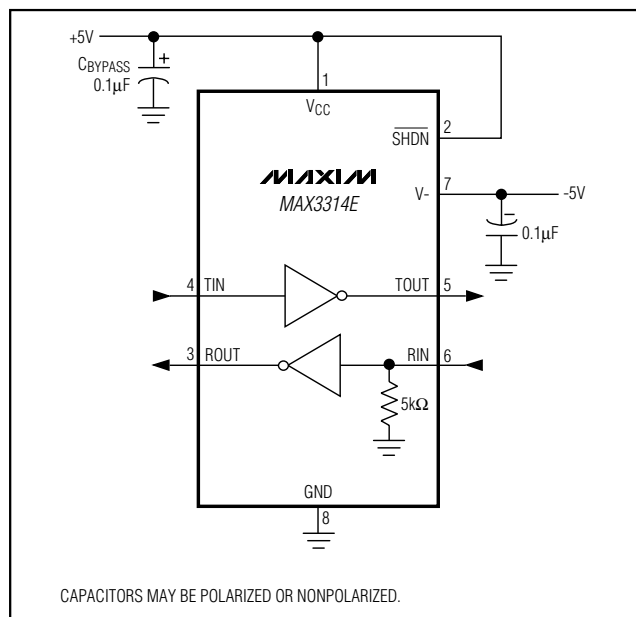 +5V
CBYPASS
+
0.1µF
1
VCC
2
SHDN
MAXIM
MAX3314E
7
V-
-5V
−
0.1µF
4
TIN
TOUT
5
3
ROUT
RIN
6
5kΩ
GND
8
CAPACITORS MAY BE POLARIZED OR NONPOLARIZED.